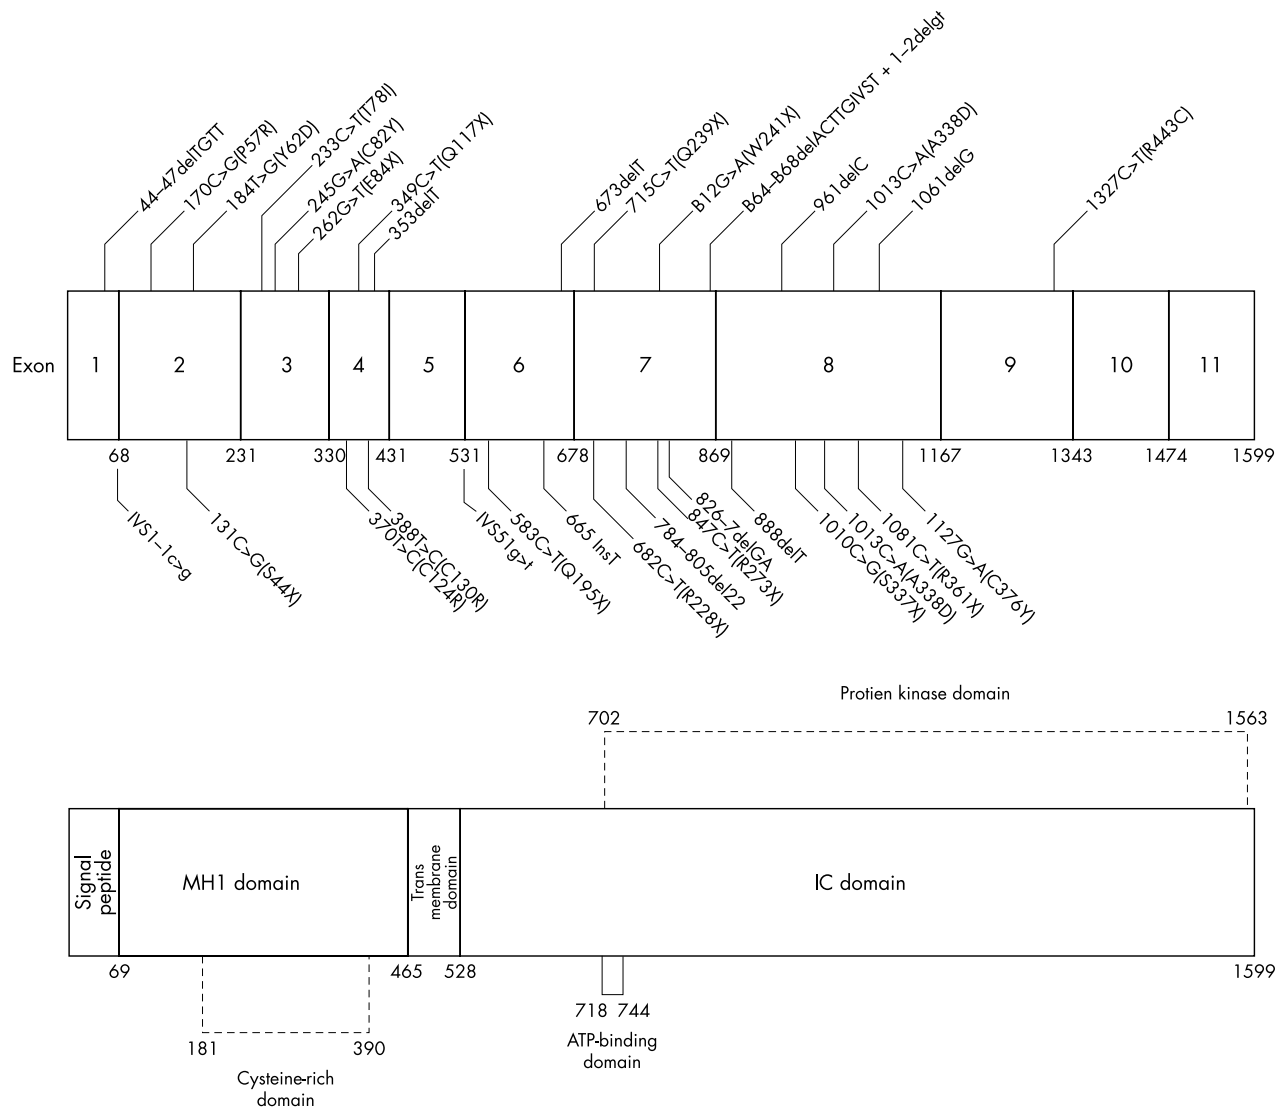 44–47delTGTT
170C>G(P57R)
184T>G(Y62D)
233C>T(T78I)
245G>A(C82Y)
262G>T(E84X)
349C>T(Q117X)
353delT
673delT
715C>T(Q239X)
B12G>A(W241X)
B64–B68delACTTGIVST + 1–2delgt
961delC
1013C>A(A338D)
1061delG
1327C>T(R443C)
Exon 1 2 3 4 5 6 7 8 9 10 11
68 231 330 431 531 678 869 1167 1343 1474 1599
IVS1–1c>g
131C>G(S44X)
370T>C(C124R)
388T>C(C130R)
IVS51g>t
583C>T(Q195X)
665 InsT
682C>T(R228X)
784–805del22
847C>T(R273X)
826–7delGA
888delT
1010C>G(S337X)
1013C>A(A338D)
1081C>T(R361X)
1127G>A(C376Y)
Protien kinase domain
702 1563
Signal
peptide
MH1 domain
Trans
membrane
domain
IC domain
69 465 528 1599
718 744
ATP-binding
domain
181 390
Cysteine-rich
domain